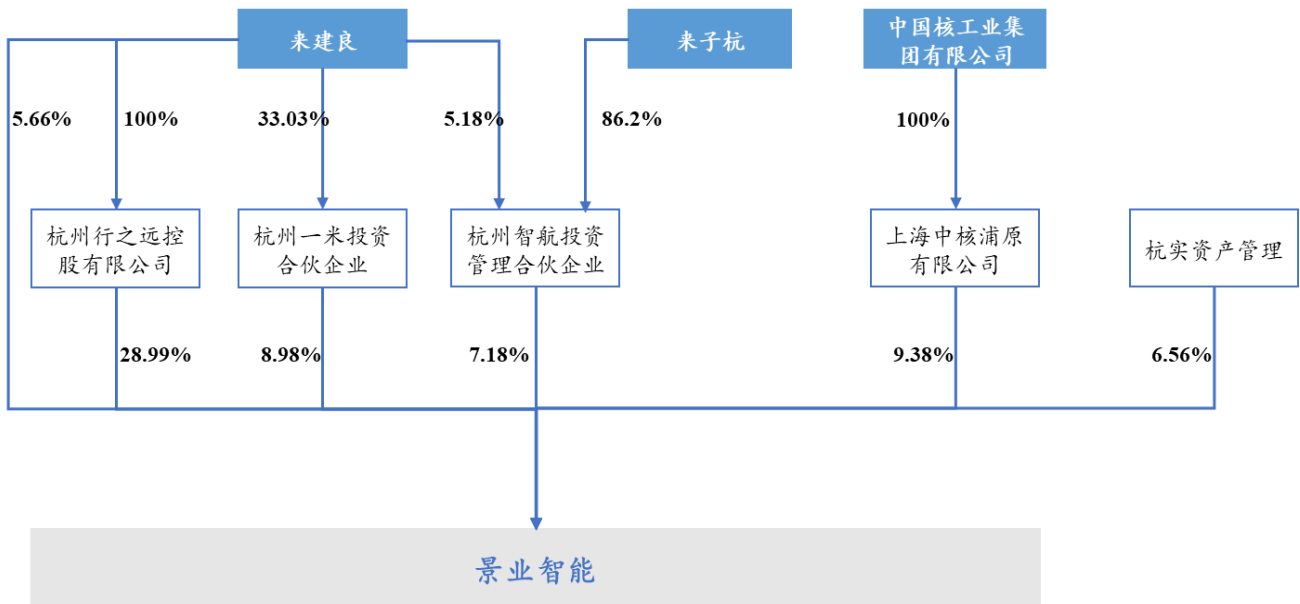 来建良
来子杭
中国核工业集
团有限公司
5.66%
100%
33.03%
5.18%
86.2%
100%
杭州行之远控
股有限公司
杭州一米投资
合伙企业
杭州智航投资
管理合伙企业
上海中核浦原
有限公司
杭实资产管理
28.99%
8.98%
7.18%
9.38%
6.56%
景业智能